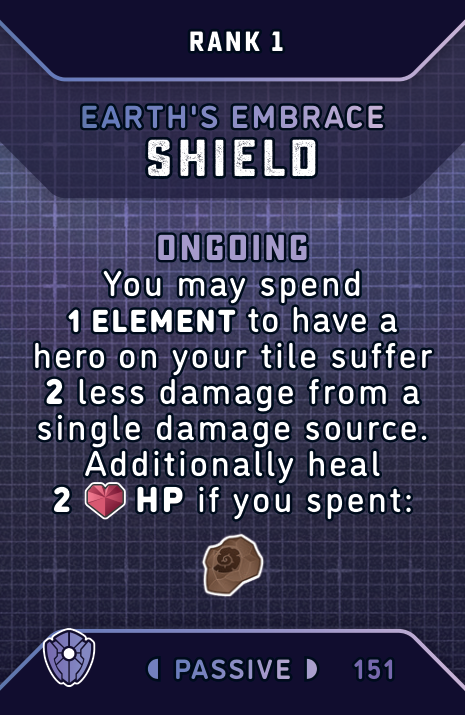 RANK 1
EARTH'S EMBRACE
SHIELD
ONGOING
You may spend
1 ELEMENT to have a
hero on your tile suffer
2 less damage from a
single damage source.
Additionally heal
2 HP if you spent:
PASSIVE 151